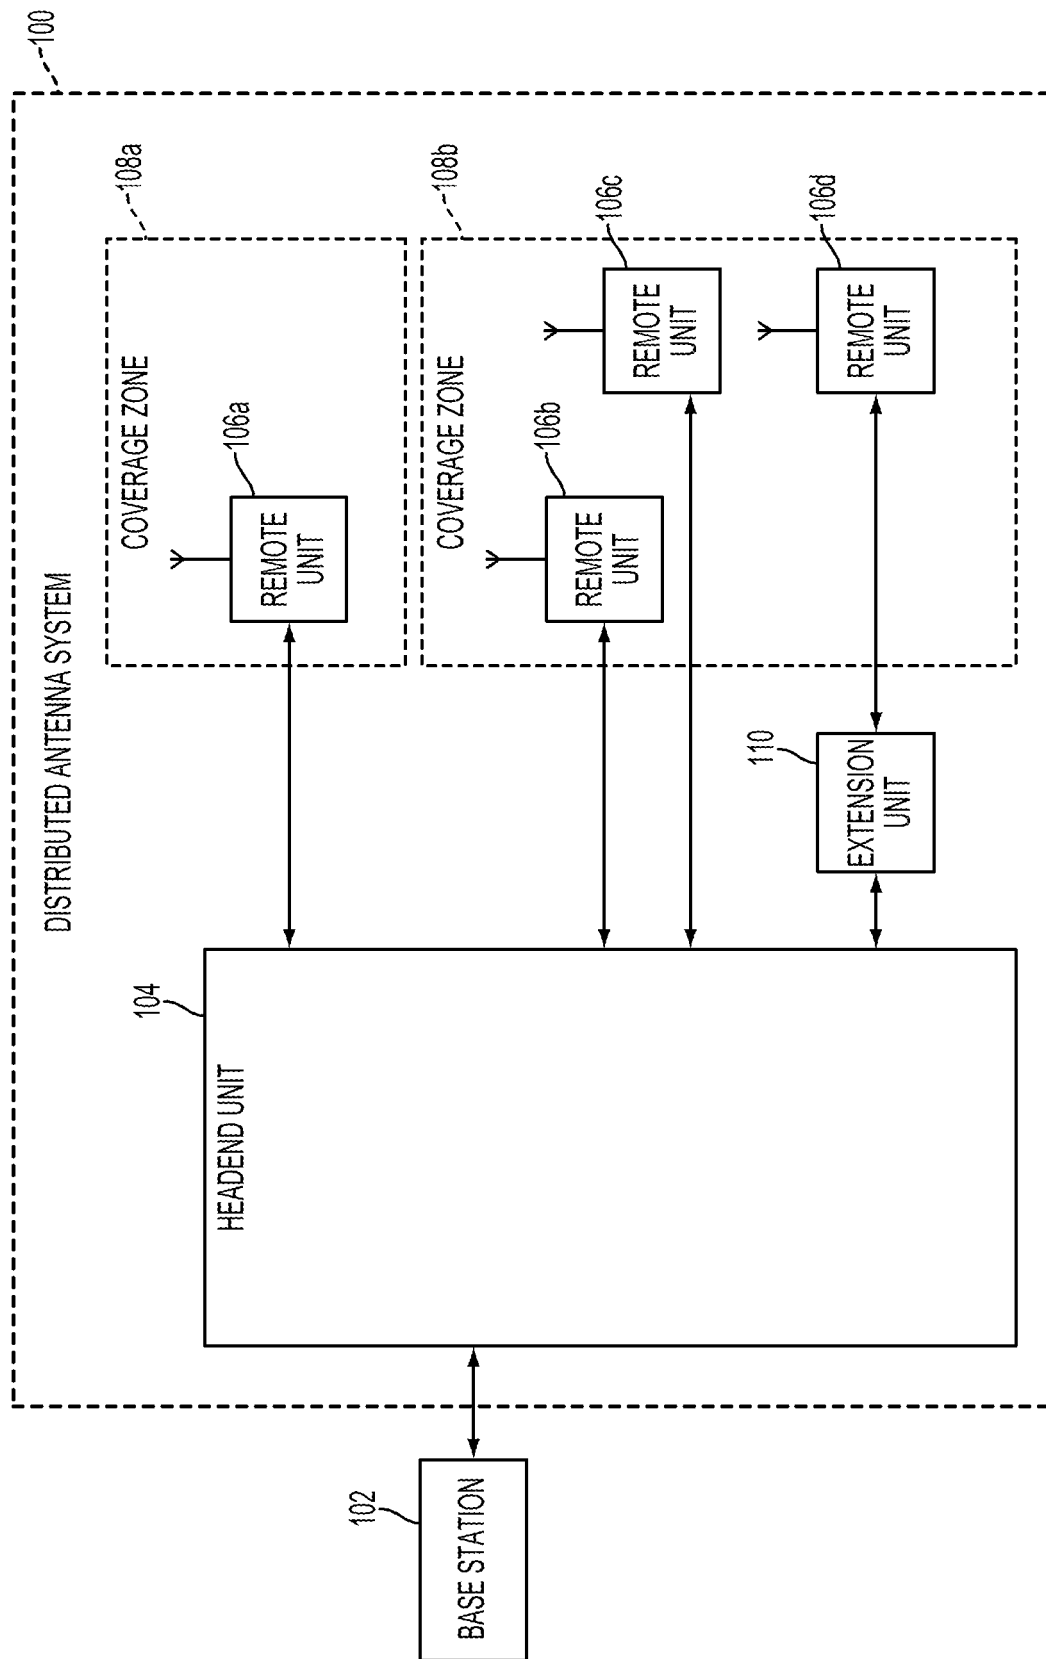 100
DISTRIBUTED ANTENNA SYSTEM
108a
COVERAGE ZONE
106a
REMOTE
UNIT
108b
COVERAGE ZONE
106b
REMOTE
UNIT
106c
REMOTE
UNIT
106d
REMOTE
UNIT
110
EXTENSION
UNIT
104
HEADEND UNIT
102
BASE STATION